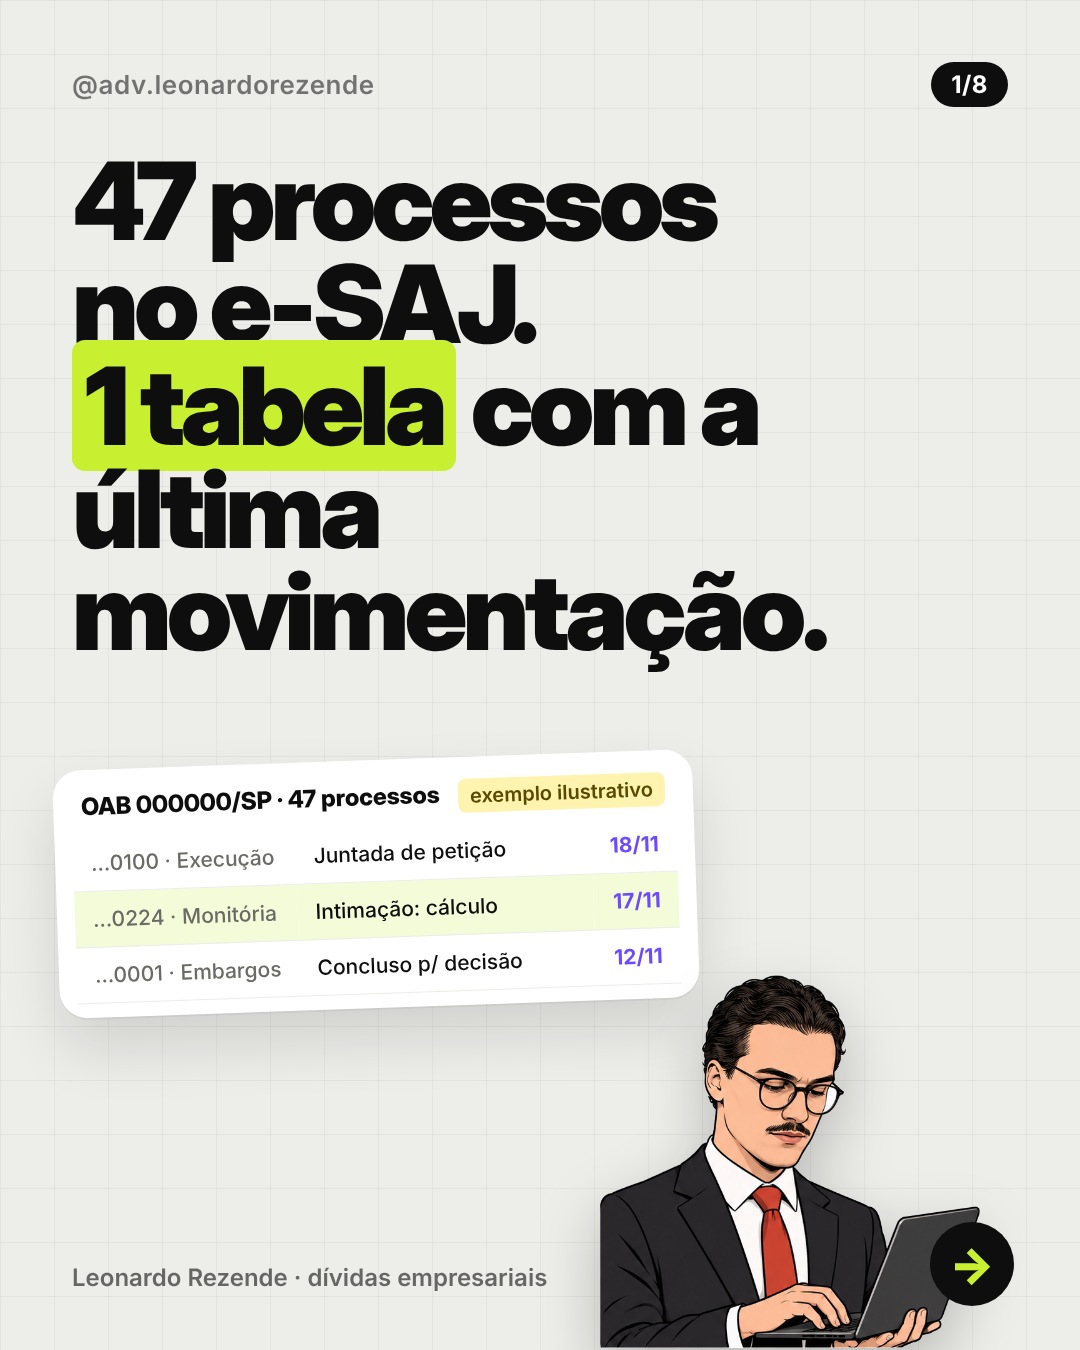 @adv.leonardorezende
1/8
47 processos
no e-SAJ.
1 tabela com a
última
movimentação.
OAB 000000/SP · 47 processos
exemplo ilustrativo
...0100 · Execução Juntada de petição 18/11
...0224 · Monitória Intimação: cálculo 17/11
...0001 · Embargos Concluso p/ decisão 12/11
Leonardo Rezende · dívidas empresariais